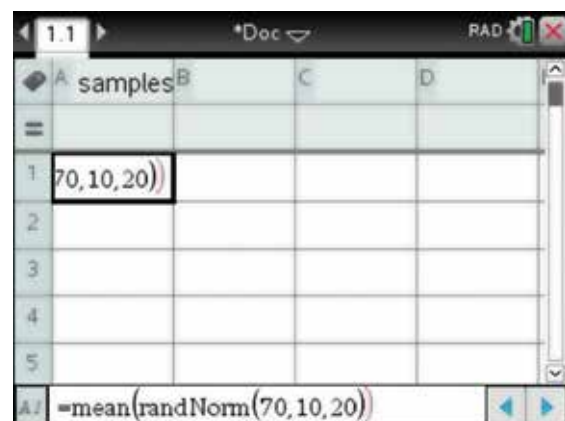 1.1 *Doc RAD
A samples B C D
=
1 70,10,20))
2
3
4
5
A1 =mean(randNorm(70,10,20))